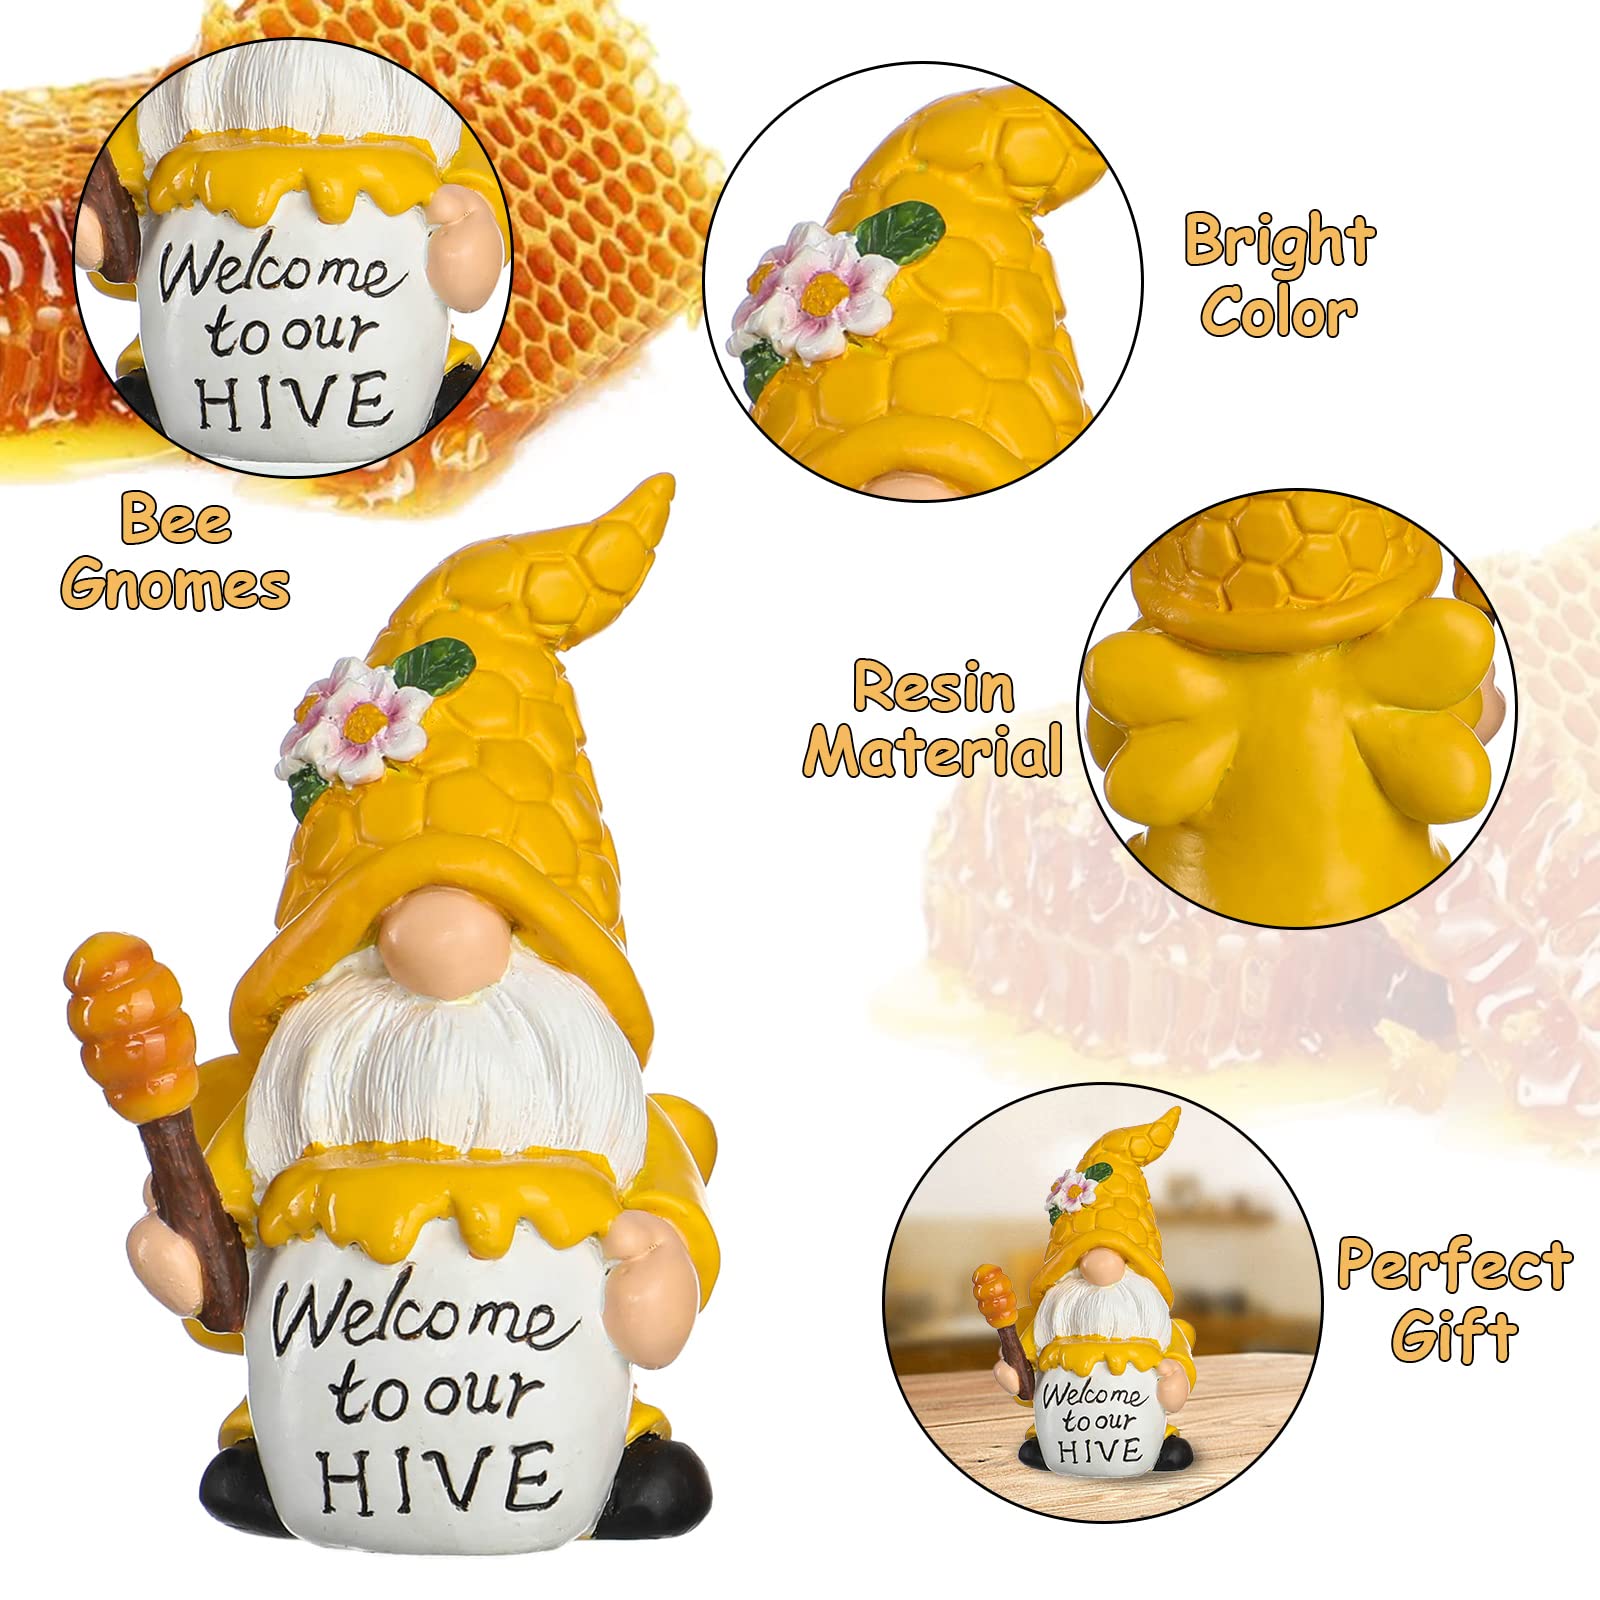 Welcome
to our
HIVE
Bright
Color
Bee
Gnomes
Resin
Material
Welcome
to our
HIVE
Perfect
Gift
Welcome
to our
HIVE